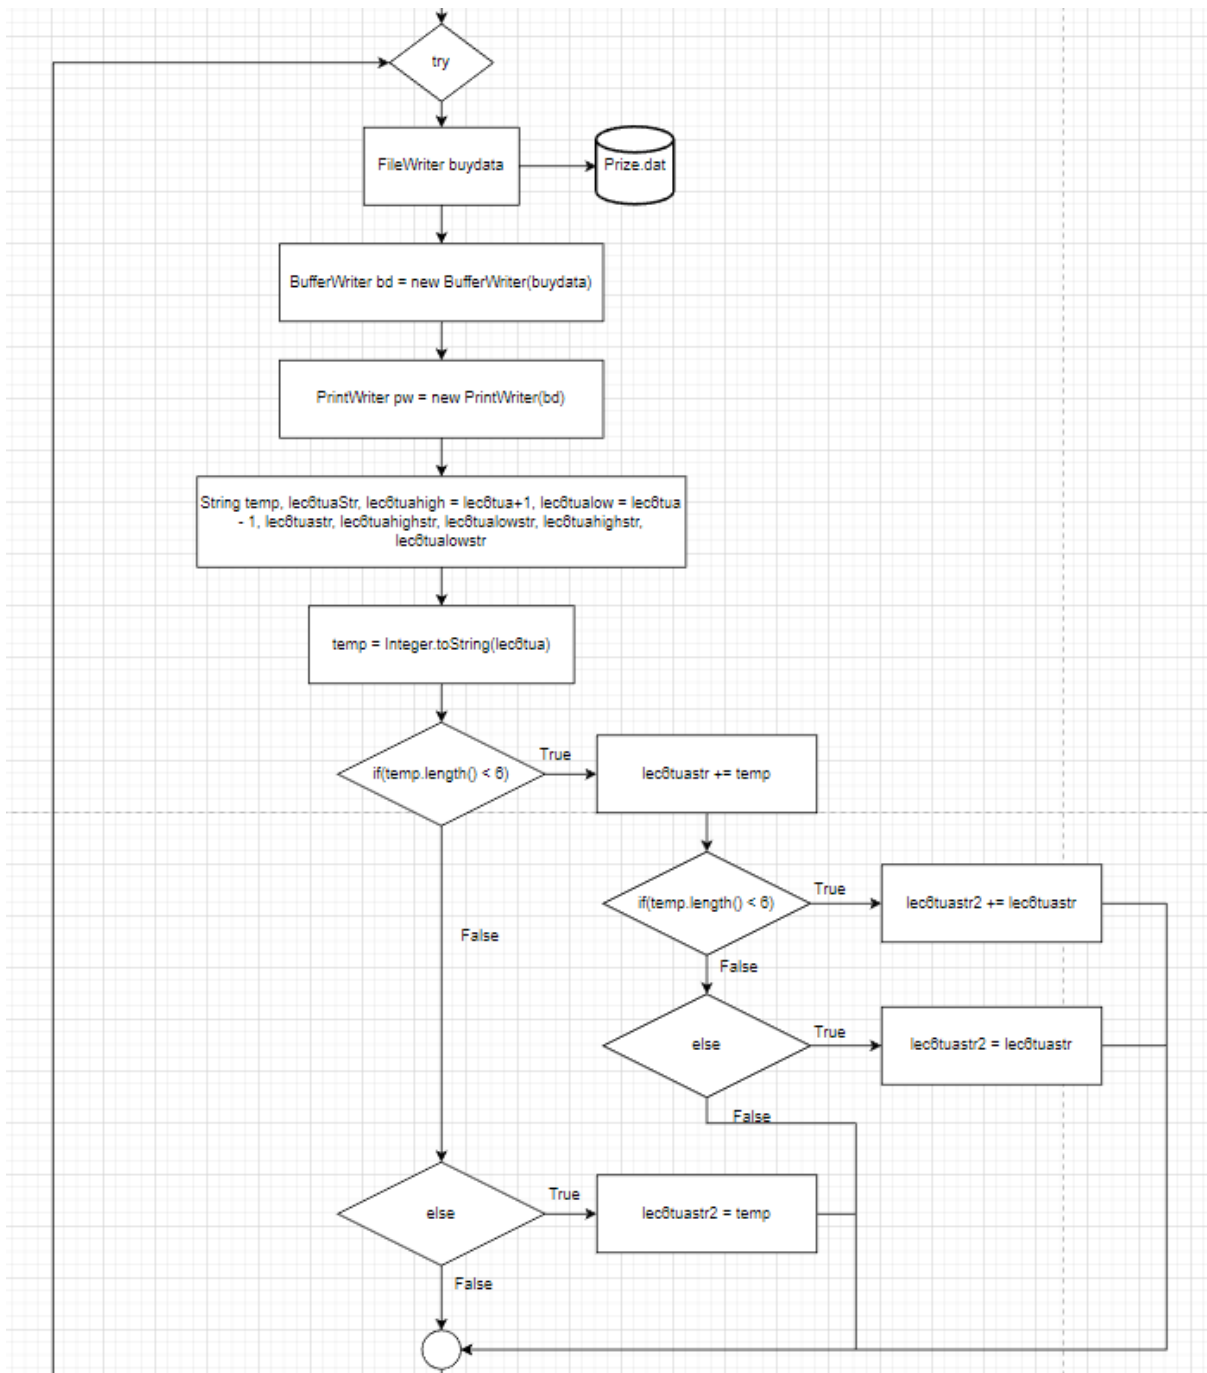 try
FileWriter buydata
Prize.dat
BufferWriter bd = new BufferWriter(buydata)
PrintWriter pw = new PrintWriter(bd)
String temp, lec6tuaStr, lec6tuahigh = lec6tua+1, lec6tualow = lec6tua
- 1, lec6tuastr, lec6tuahighstr, lec6tualowstr, lec6tuahighstr,
lec6tualowstr
temp = Integer.toString(lec6tua)
if(temp.length() < 6)
True
lec6tuastr += temp
if(temp.length() < 6)
True
lec6tuastr2 += lec6tuastr
False
False
else
True
lec6tuastr2 = lec6tuastr
False
else
True
lec6tuastr2 = temp
False